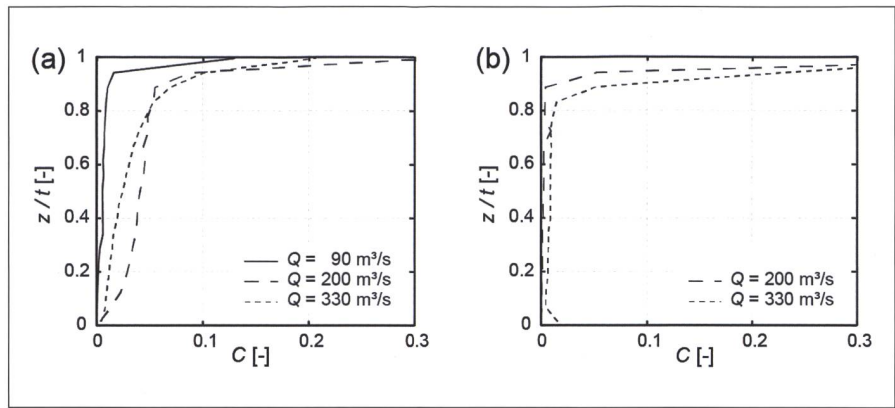 (a)
1
0.8
0.6
0.4
0.2
0
z / t [-]
Q = 90 m³/s
Q = 200 m³/s
Q = 330 m³/s
0 0.1 0.2 0.3
C [-]
(b)
1
0.8
0.6
0.4
0.2
0
z / t [-]
Q = 200 m³/s
Q = 330 m³/s
0 0.1 0.2 0.3
C [-]